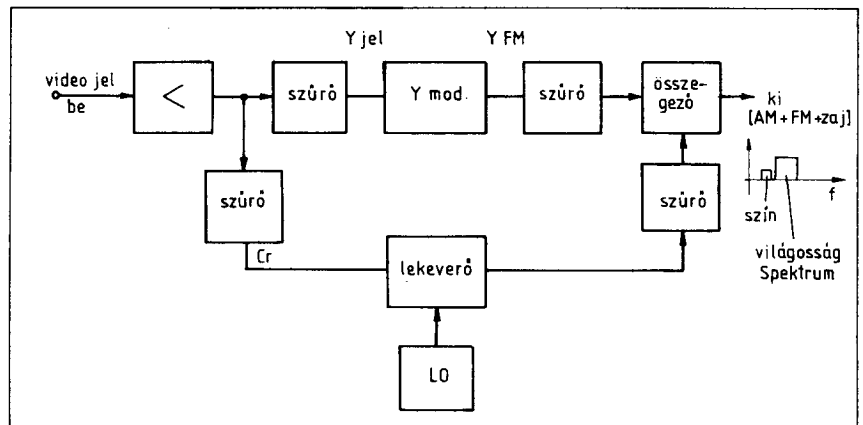 Y jel
Y FM
video jel
be
<
szűrő
Y mod.
szűrő
össze-
gező
ki
[AM+FM+zaj]
szűrő
szűrő
szín
f
Cr
lekeverő
világosság
Spektrum
LO